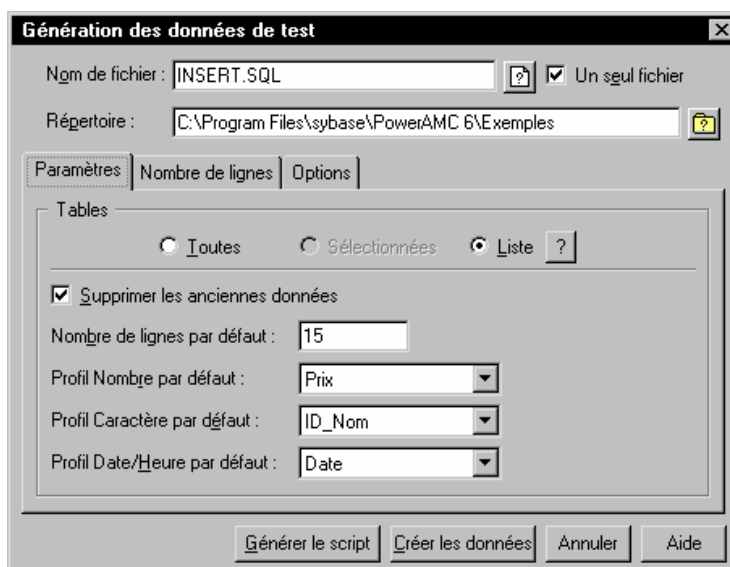 Génération des données de test
Nom de fichier : INSERT.SQL ? Un seul fichier
Répertoire : C:\Program Files\sybase\PowerAMC 6\Exemples ?
Paramètres Nombre de lignes Options
Tables
Toutes Sélectionnées Liste ?
Supprimer les anciennes données
Nombre de lignes par défaut : 15
Profil Nombre par défaut : Prix
Profil Caractère par défaut : ID_Nom
Profil Date/Heure par défaut : Date
Générer le script Créer les données Annuler Aide